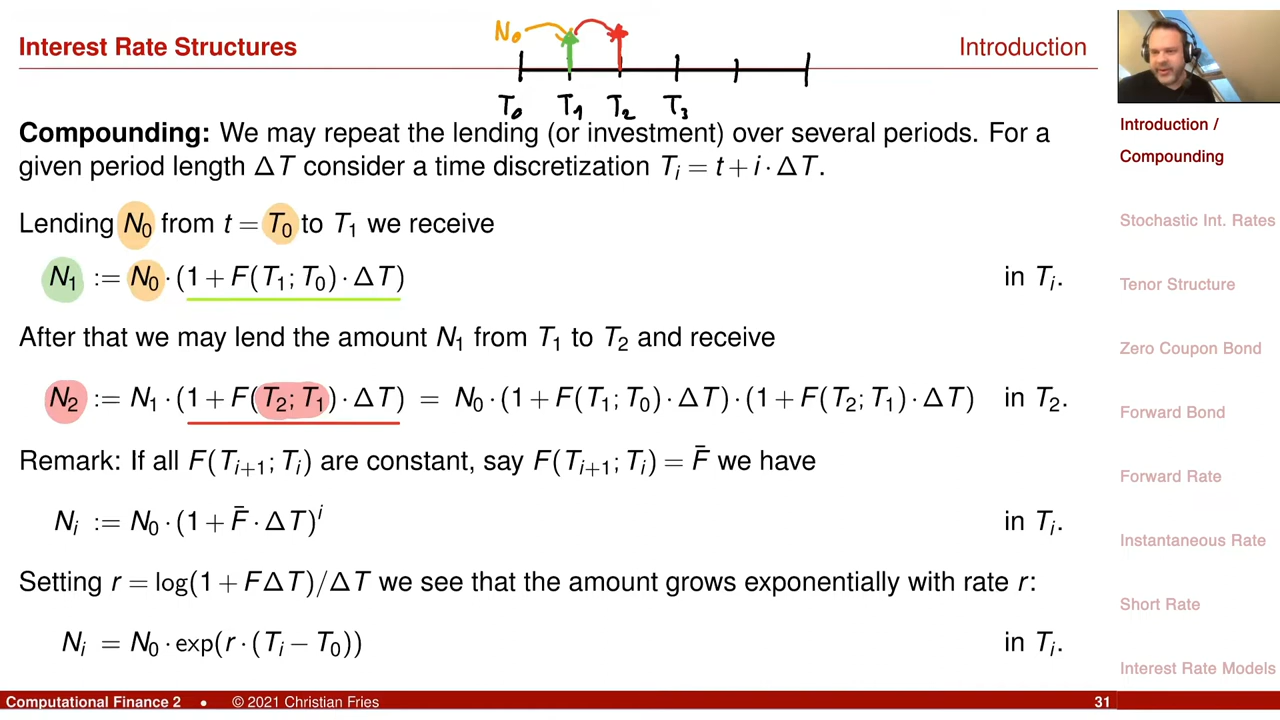 Interest Rate Structures
Introduction
N₀
T₀ T₁ T₂ T₃
Compounding: We may repeat the lending (or investment) over several periods. For a
given period length ΔT consider a time discretization Tᵢ = t + i · ΔT.
Lending N₀ from t = T₀ to T₁ we receive
N₁ := N₀ · (1 + F(T₁; T₀) · ΔT) in Tᵢ.
After that we may lend the amount N₁ from T₁ to T₂ and receive
N₂ := N₁ · (1 + F(T₂; T₁) · ΔT) = N₀ · (1 + F(T₁; T₀) · ΔT) · (1 + F(T₂; T₁) · ΔT) in T₂.
Remark: If all F(Tᵢ₊₁; Tᵢ) are constant, say F(Tᵢ₊₁; Tᵢ) = F̄ we have
Nᵢ := N₀ · (1 + F̄ · ΔT)ⁱ in Tᵢ.
Setting r = log(1 + FΔT)/ΔT we see that the amount grows exponentially with rate r:
Nᵢ = N₀ · exp(r · (Tᵢ − T₀)) in Tᵢ.
Introduction /
Compounding
Stochastic Int. Rates
Tenor Structure
Zero Coupon Bond
Forward Bond
Forward Rate
Instantaneous Rate
Short Rate
Interest Rate Models
Computational Finance 2 • © 2021 Christian Fries 31